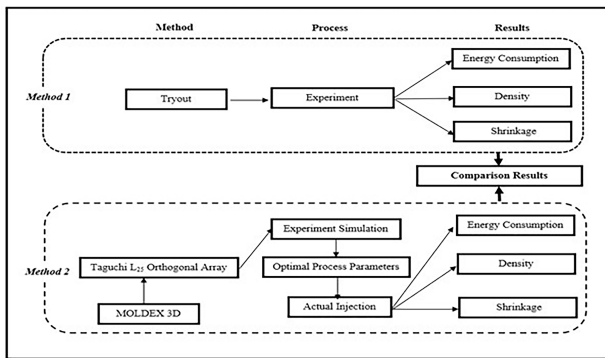 Method Process Results
Energy Consumption
Method 1 Tryout Experiment Density
Shrinkage
Comparison Results
Experiment Simulation Energy Consumption
Method 2 Taguchi L25 Orthogonal Array Optimal Process Parameters Density
MOLDEX 3D Actual Injection Shrinkage